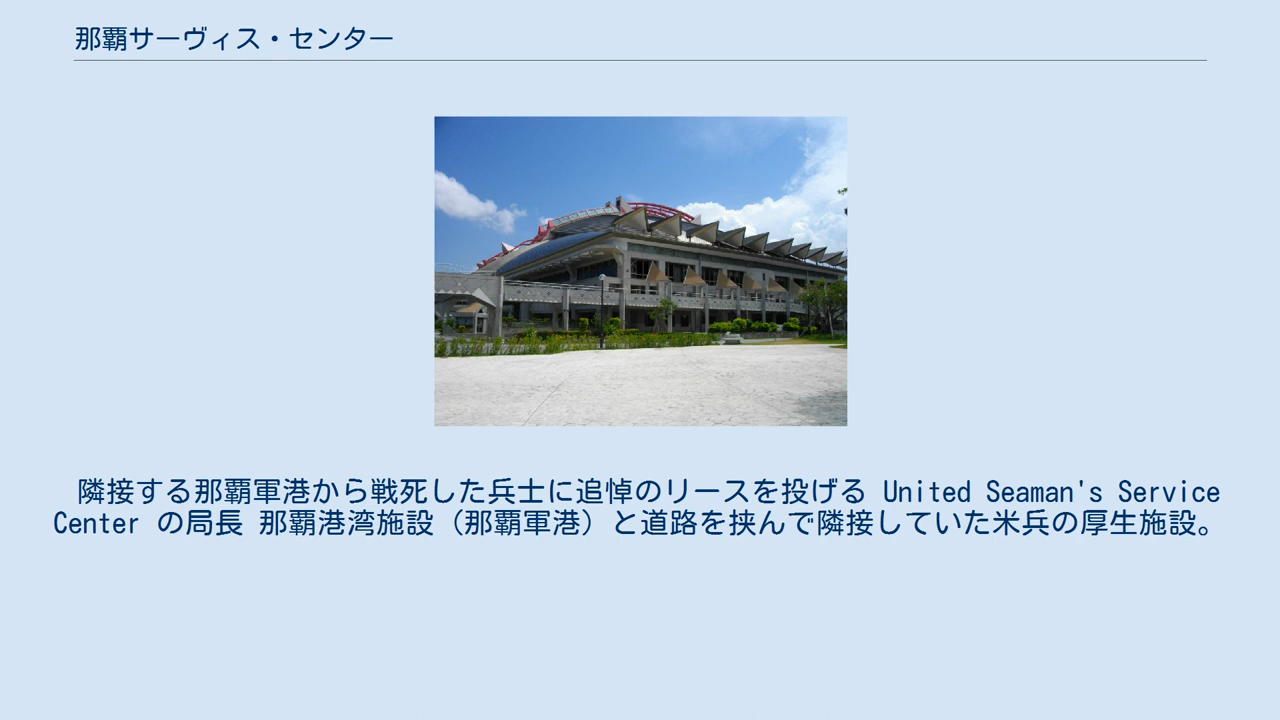 那覇サーヴィス・センター
隣接する那覇軍港から戦死した兵士に追悼のリースを投げる United Seaman's Service
Center の局長 那覇港湾施設（那覇軍港）と道路を挟んで隣接していた米兵の厚生施設。